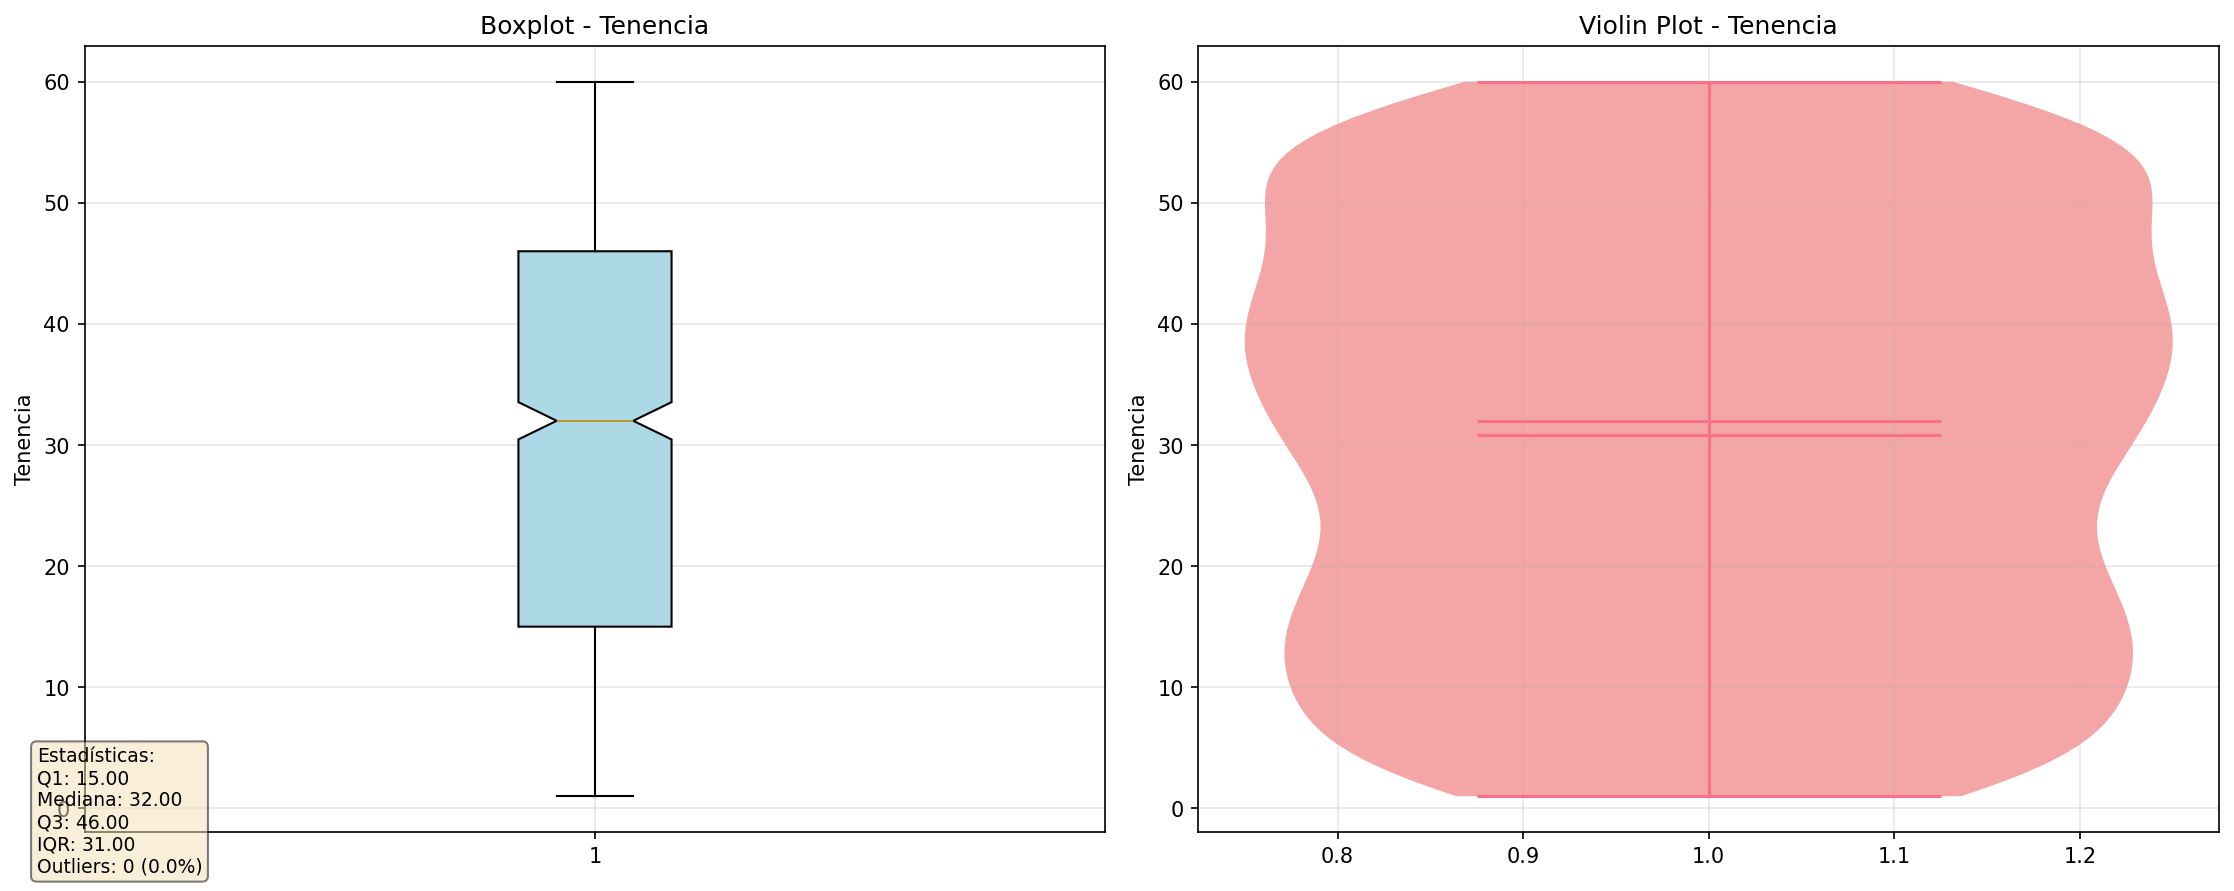 Boxplot - Tenencia
60
50
40
30
20
10
0
Tenencia
1
Estadísticas:
Q1: 15.00
Mediana: 32.00
Q3: 46.00
IQR: 31.00
Outliers: 0 (0.0%)
Violin Plot - Tenencia
60
50
40
30
20
10
0
Tenencia
0.8 0.9 1.0 1.1 1.2